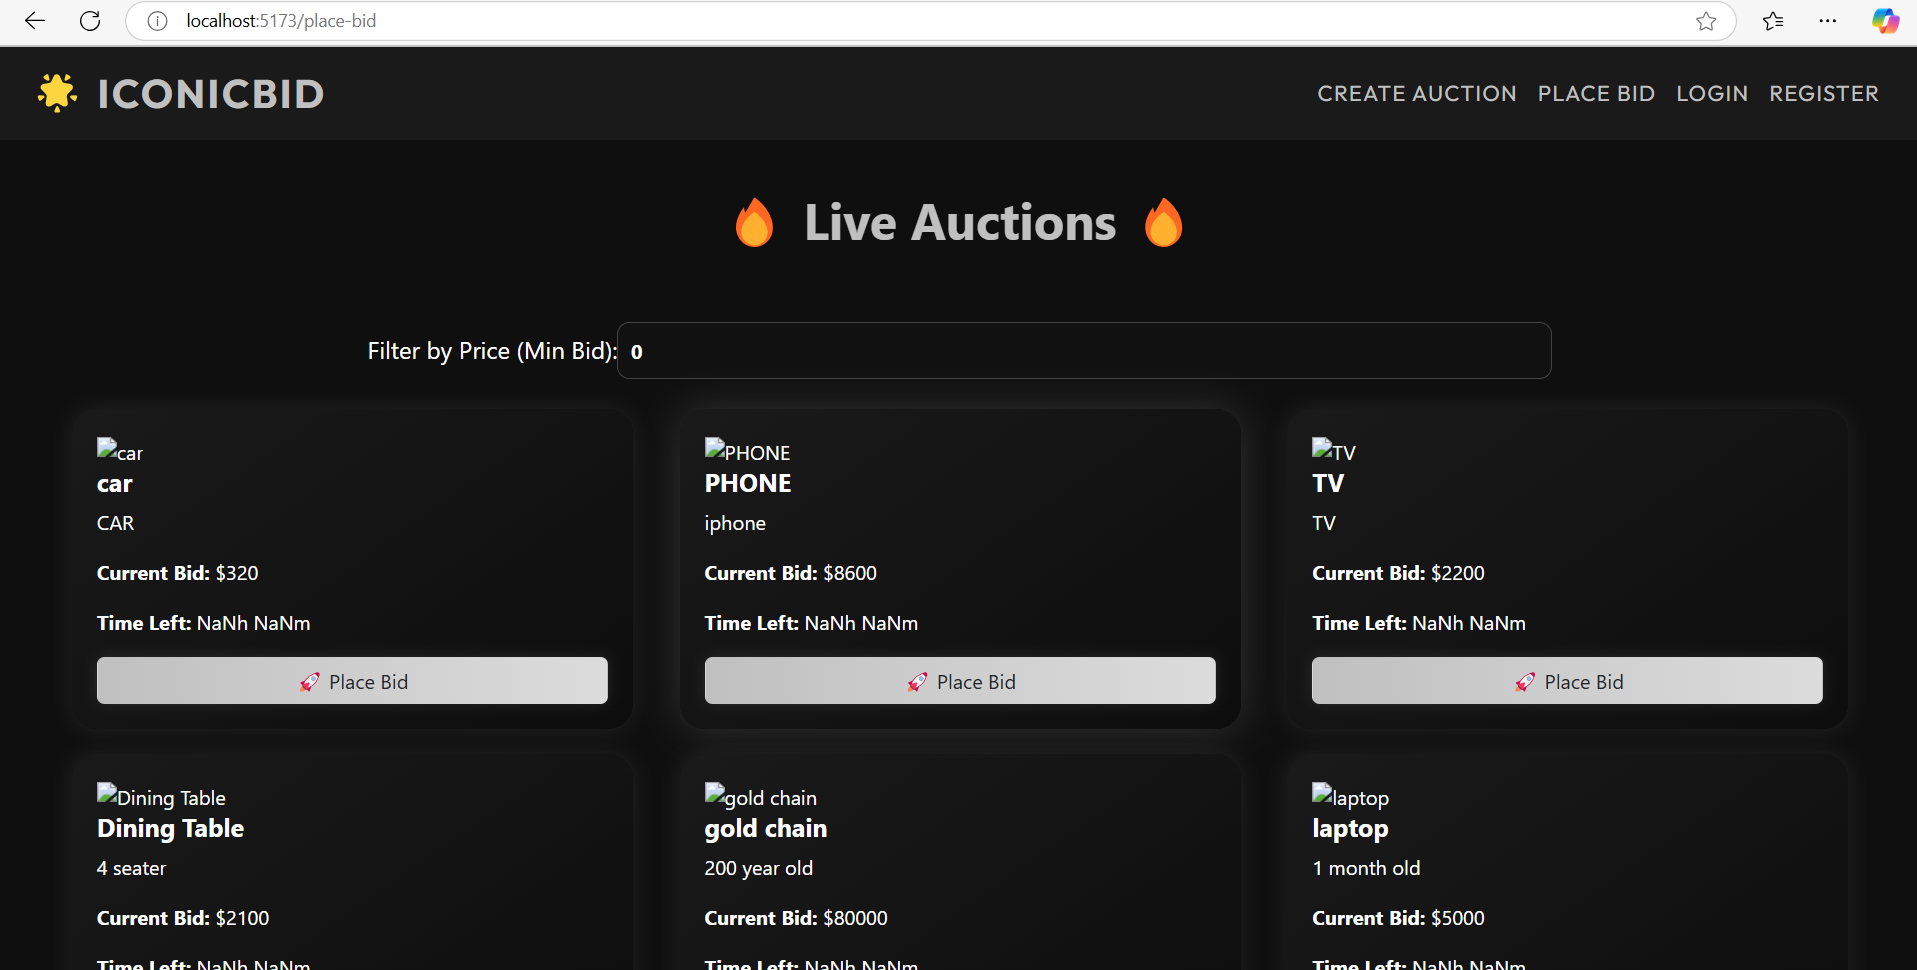 localhost:5173/place-bid
ICONICBID
CREATE AUCTION PLACE BID LOGIN REGISTER
🔥 Live Auctions 🔥
Filter by Price (Min Bid): 0
car PHONE TV
car PHONE TV
CAR iphone TV
Current Bid: $320 Current Bid: $8600 Current Bid: $2200
Time Left: NaNh NaNm Time Left: NaNh NaNm Time Left: NaNh NaNm
🚀 Place Bid 🚀 Place Bid 🚀 Place Bid
Dining Table gold chain laptop
Dining Table gold chain laptop
4 seater 200 year old 1 month old
Current Bid: $2100 Current Bid: $80000 Current Bid: $5000
Time Left: NaNh NaNm Time Left: NaNh NaNm Time Left: NaNh NaNm